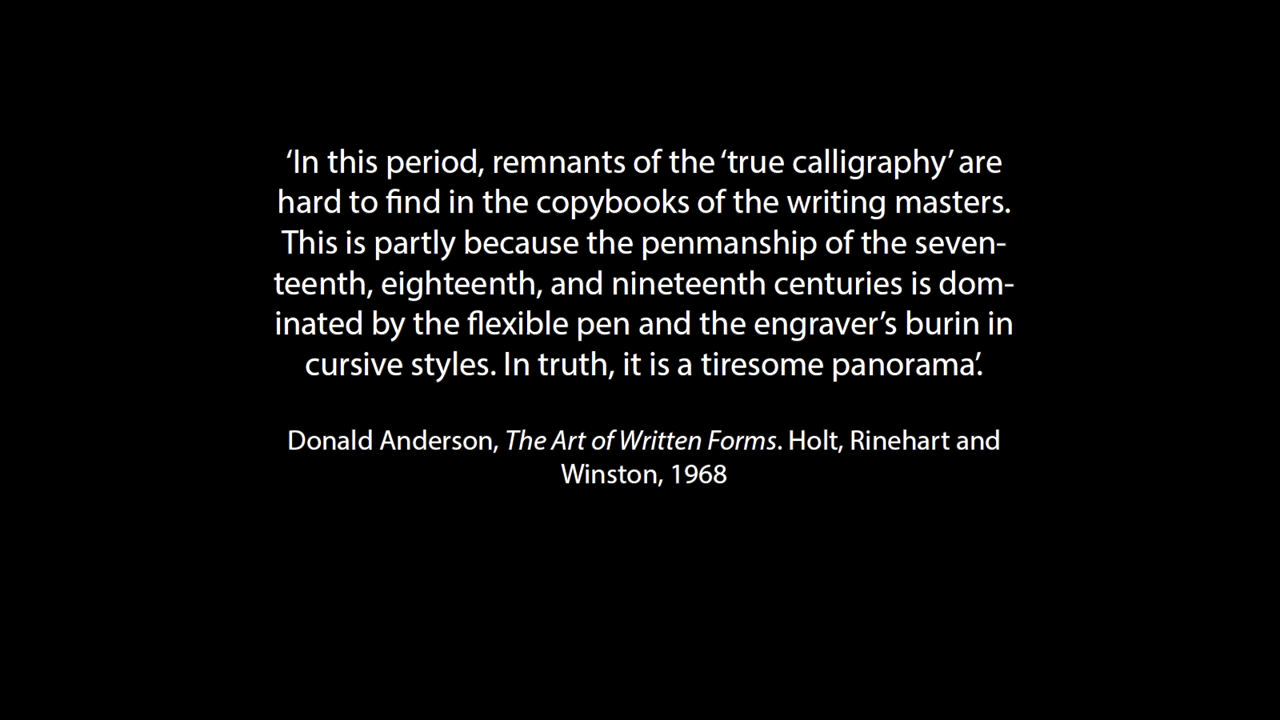 ‘In this period, remnants of the ‘true calligraphy’ are
hard to find in the copybooks of the writing masters.
This is partly because the penmanship of the seven-
teenth, eighteenth, and nineteenth centuries is dom-
inated by the flexible pen and the engraver’s burin in
cursive styles. In truth, it is a tiresome panorama’.
Donald Anderson, The Art of Written Forms. Holt, Rinehart and
Winston, 1968